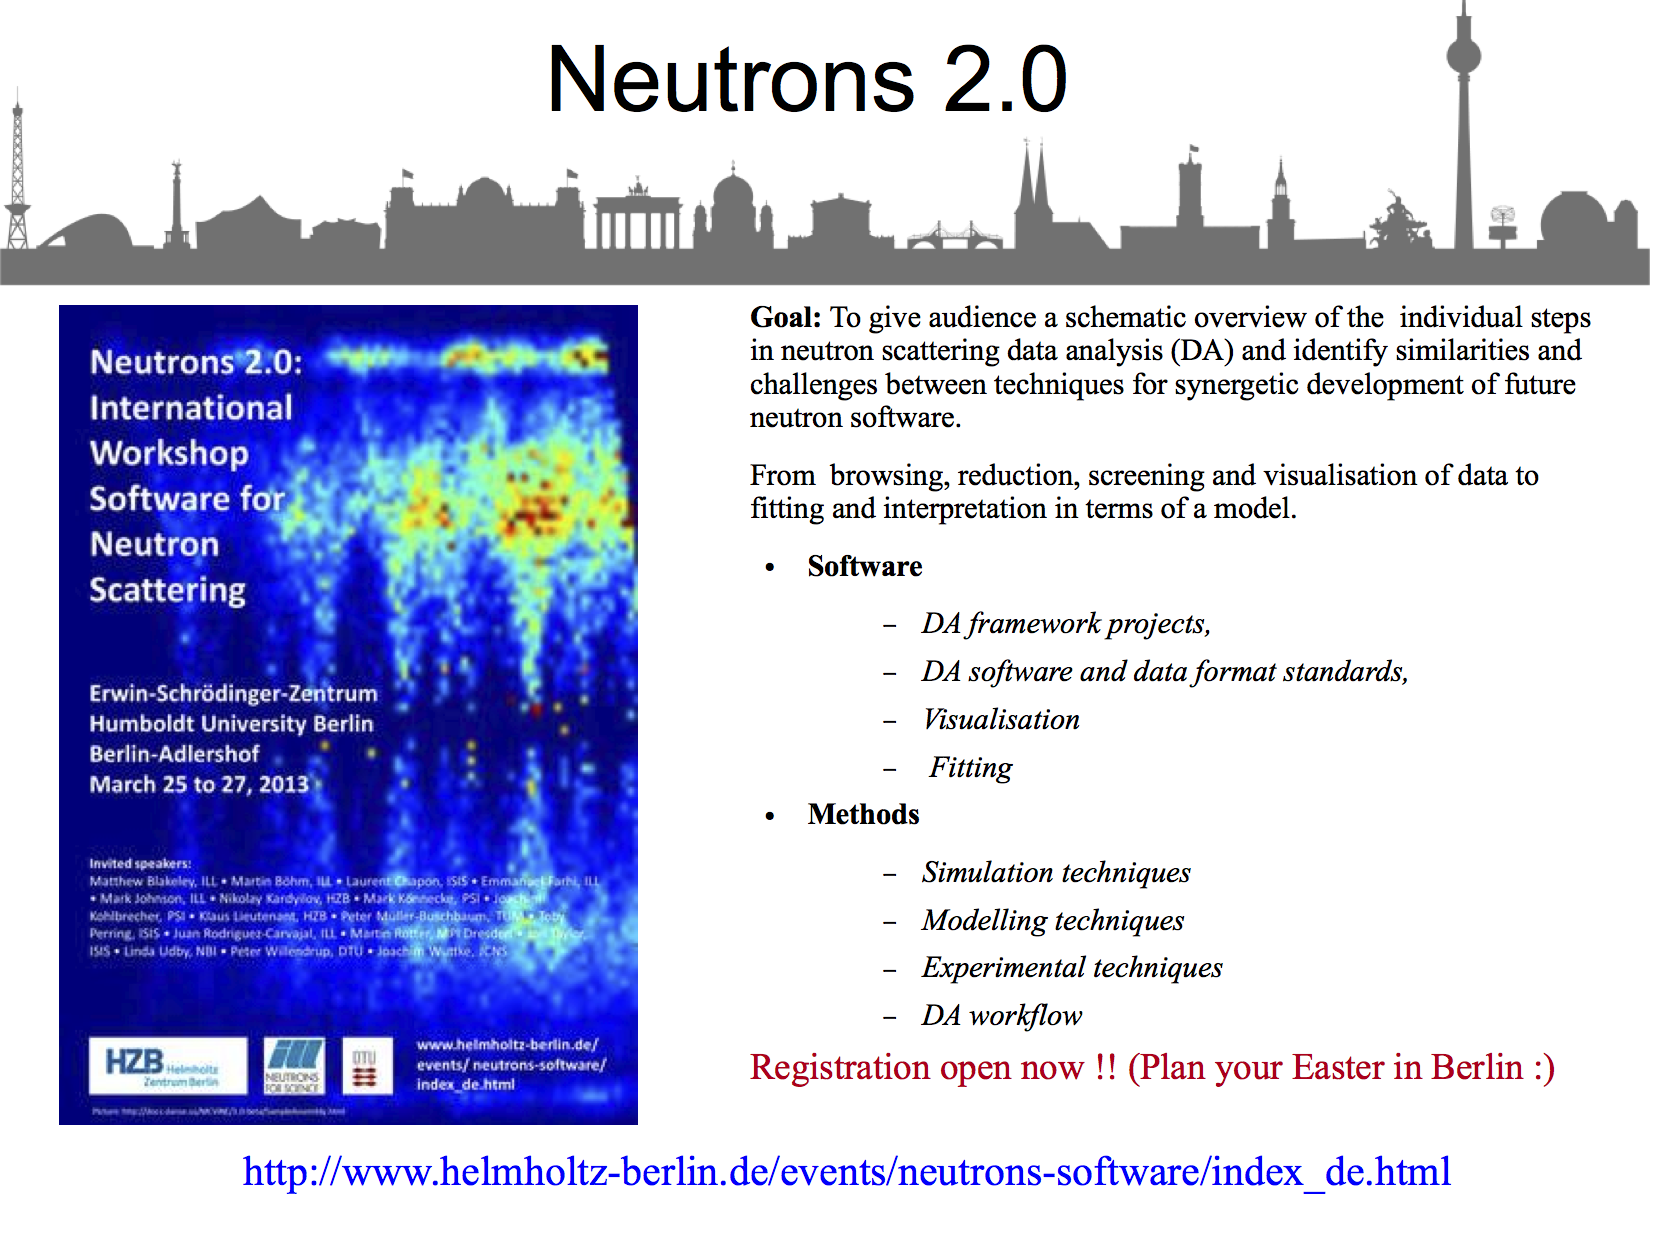 Neutrons 2.0
Neutrons 2.0:
International
Workshop
Software for
Neutron
Scattering
Erwin-Schrödinger-Zentrum
Humboldt University Berlin
Berlin-Adlershof
March 25 to 27, 2013
Invited speakers:
Matthew Blakeley, ILL • Martin Böhm, ILL • Laurent Chapon, ISIS • Emmanuel Farhi, ILL
• Mark Johnson, ILL • Nikolay Kardyilov, HZB • Mark Könnecke, PSI • Joachim
Kohlbrecher, PSI • Klaus Lieutenant, HZB • Peter Müller-Buschbaum, TUM • Toby
Perring, ISIS • Juan Rodriguez-Carvajal, ILL • Martin Rotter, MPI Dresden • Taylor,
ISIS • Linda Udby, NBI • Peter Willendrup, DTU • Joachim Wuttke, JCNS
HZB Helmholtz
Zentrum Berlin
ill
NEUTRONS
FOR SCIENCE
DTU
www.helmholtz-berlin.de/
events/ neutrons-software/
index_de.html
Goal: To give audience a schematic overview of the  individual steps
in neutron scattering data analysis (DA) and identify similarities and
challenges between techniques for synergetic development of future
neutron software.
From  browsing, reduction, screening and visualisation of data to
fitting and interpretation in terms of a model.
• Software
– DA framework projects,
– DA software and data format standards,
– Visualisation
– Fitting
• Methods
– Simulation techniques
– Modelling techniques
– Experimental techniques
– DA workflow
Registration open now !! (Plan your Easter in Berlin :)
http://www.helmholtz-berlin.de/events/neutrons-software/index_de.html